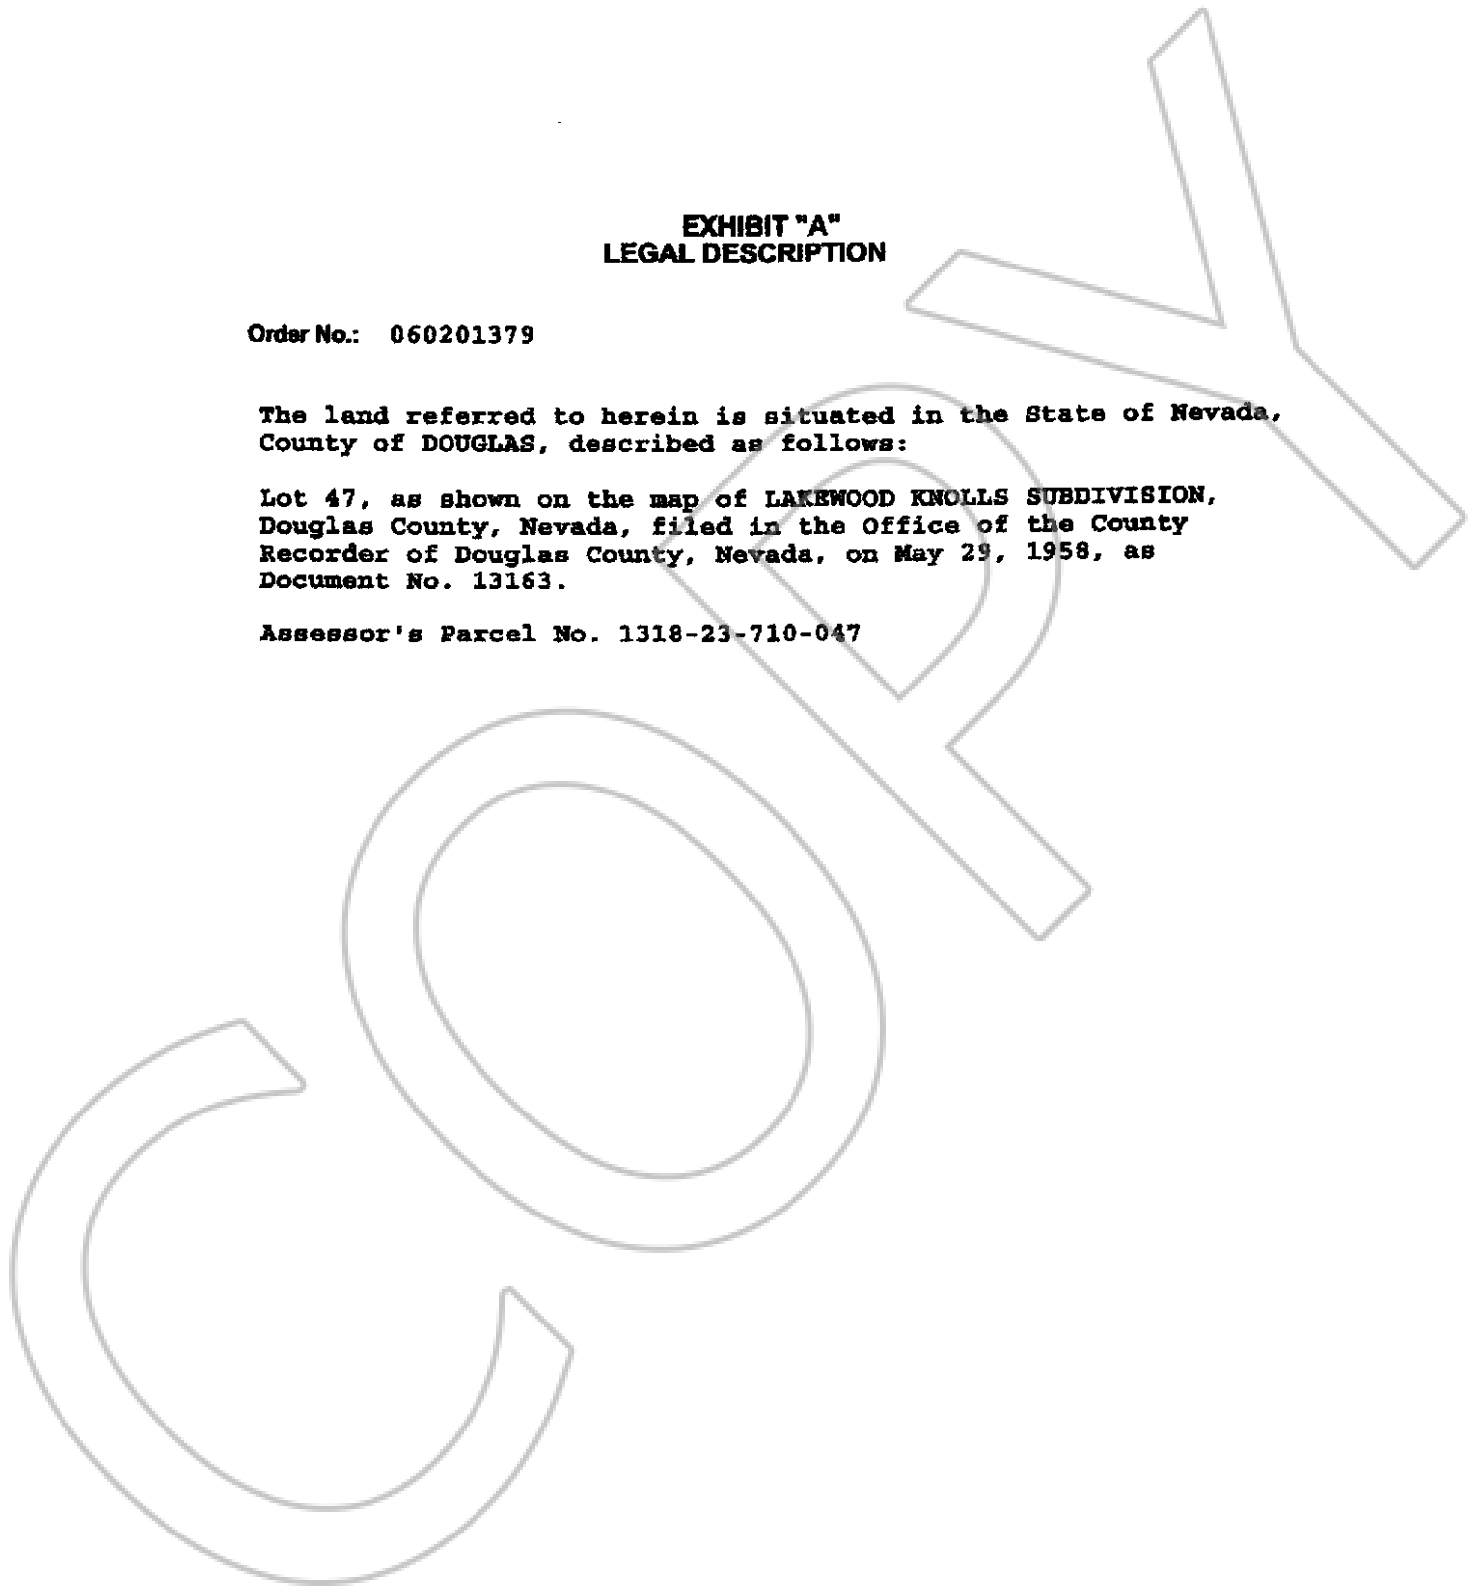 EXHIBIT "A"
LEGAL DESCRIPTION
Order No.: 060201379
The land referred to herein is situated in the State of Nevada,
County of DOUGLAS, described as follows:
Lot 47, as shown on the map of LAKEWOOD KNOLLS SUBDIVISION,
Douglas County, Nevada, filed in the Office of the County
Recorder of Douglas County, Nevada, on May 29, 1958, as
Document No. 13163.
Assessor's Parcel No. 1318-23-710-047
COPY